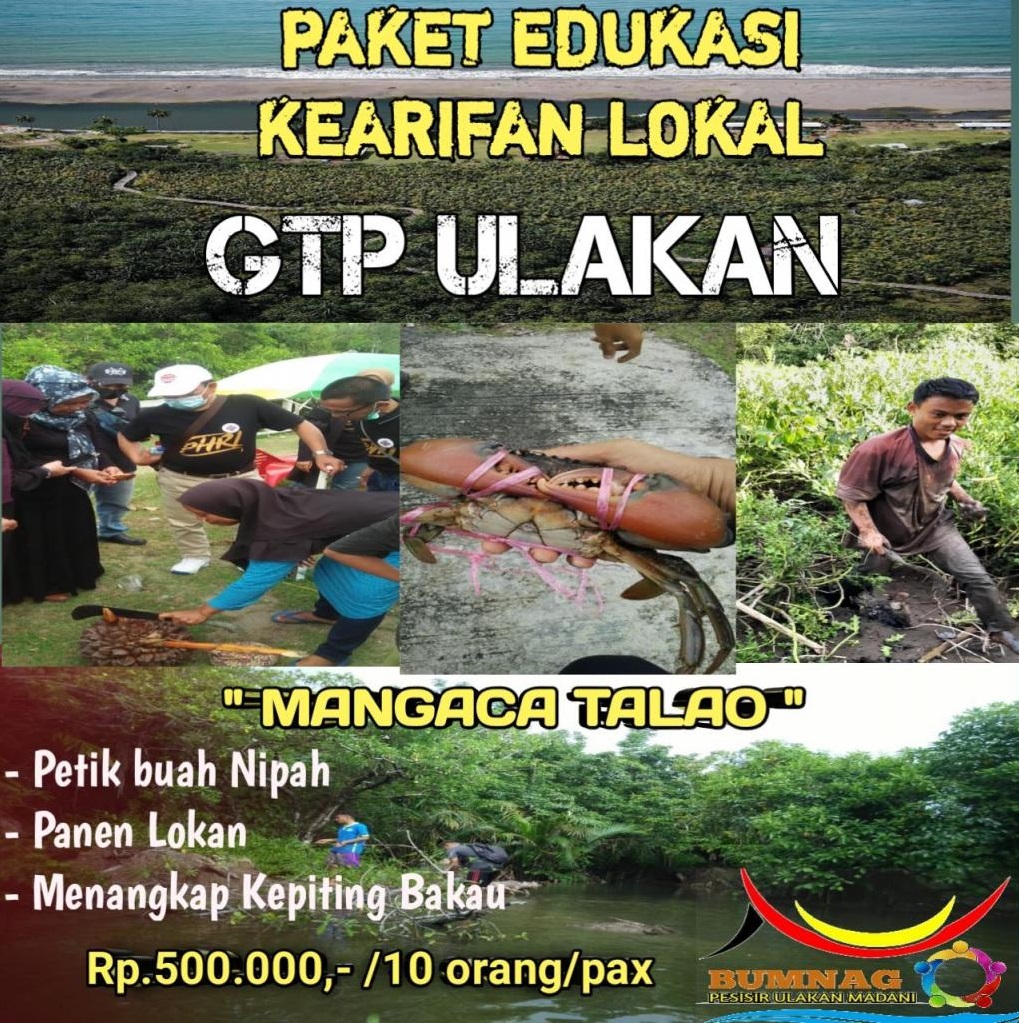 PAKET EDUKASI
KEARIFAN LOKAL
GTP ULAKAN
PHRI
" MANGACA TALAO "
- Petik buah Nipah
- Panen Lokan
- Menangkap Kepiting Bakau
Rp.500.000,- /10 orang/pax
BUMNAG
PESISIR ULAKAN MADANI